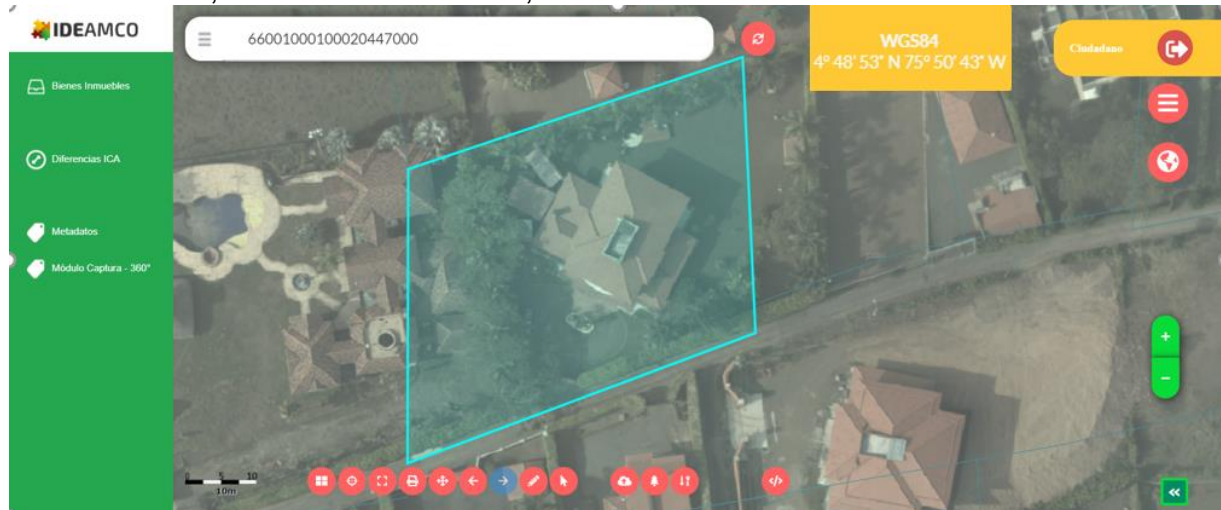 IDEAMCO
66001000100020447000
WGS84
4° 48' 53" N 75° 50' 43" W
Ciudadano
Bienes Inmuebles
Diferencias ICA
Metadatos
Módulo Captura - 360°
0 5 10
10m